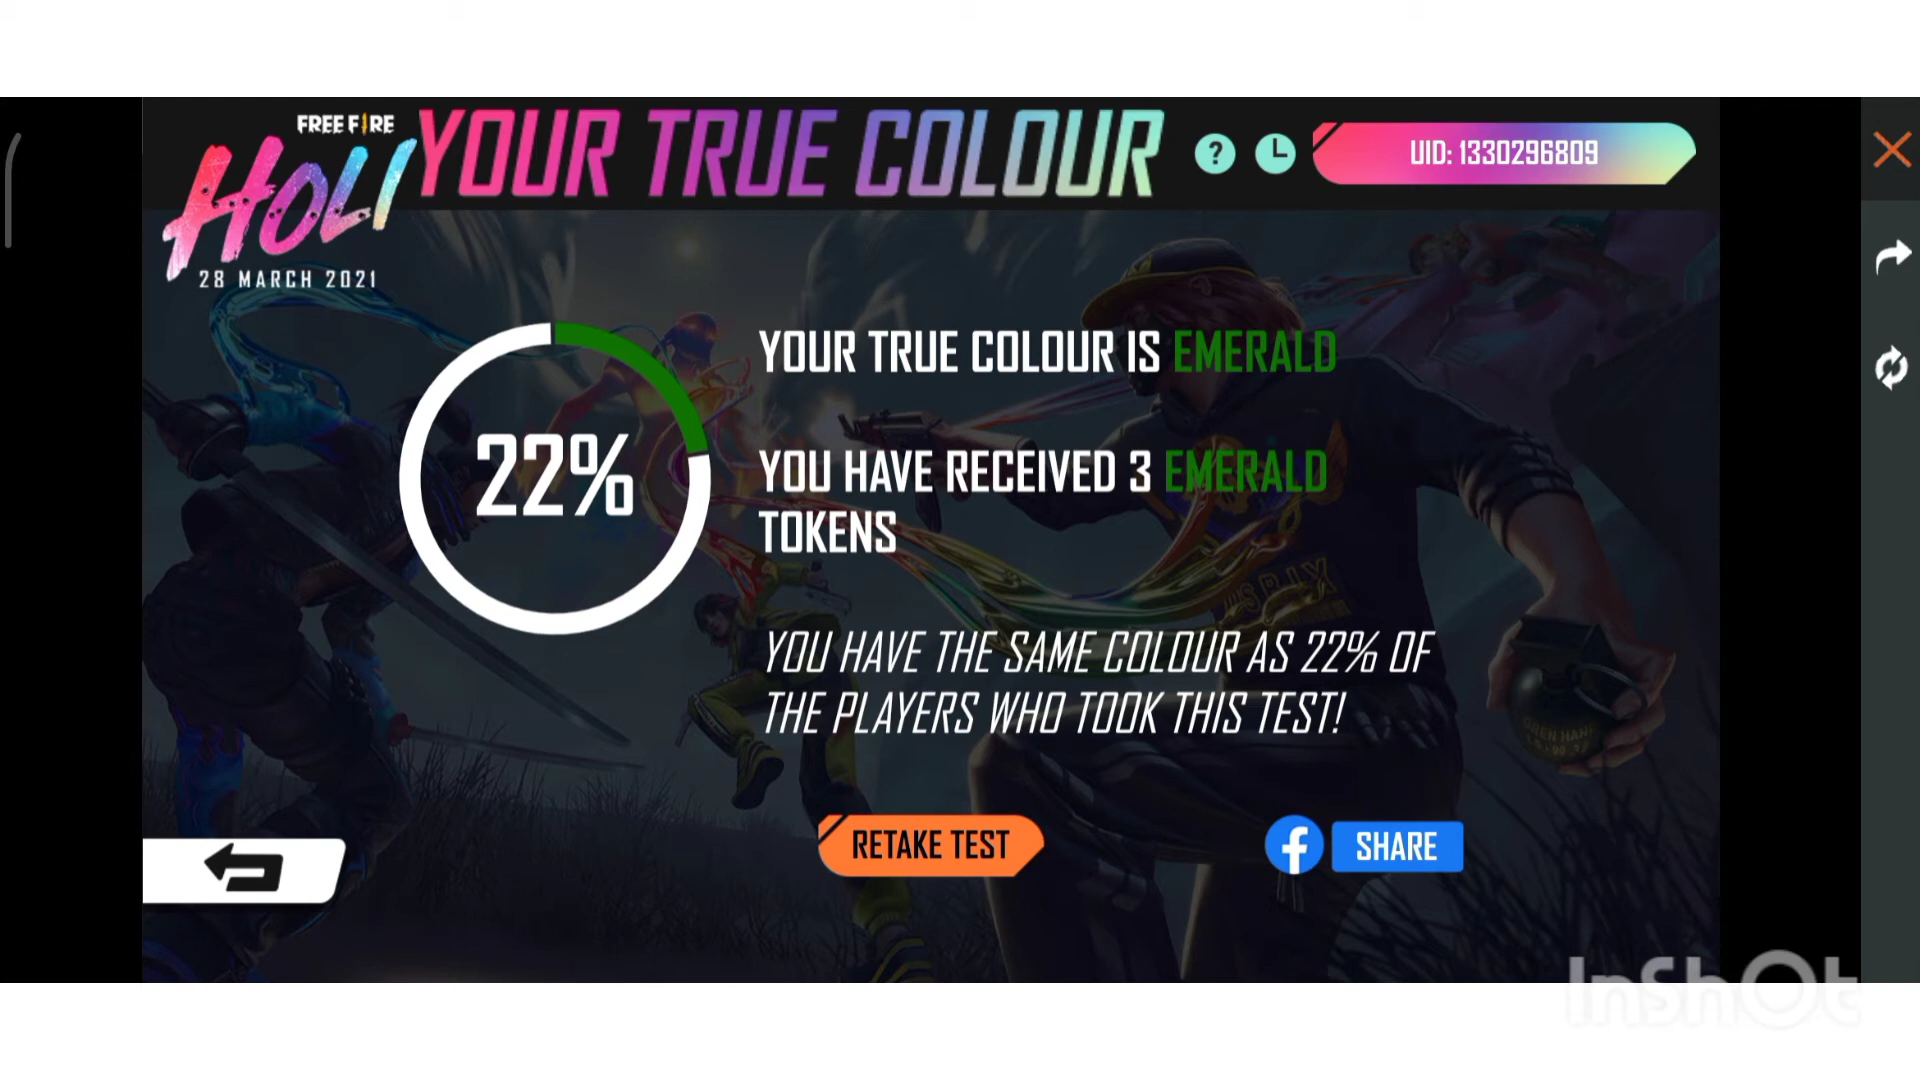 FREE FIRE
HOLI
28 MARCH 2021
YOUR TRUE COLOUR
?
UID: 1330296809
22%
YOUR TRUE COLOUR IS EMERALD
YOU HAVE RECEIVED 3 EMERALD
TOKENS
YOU HAVE THE SAME COLOUR AS 22% OF
THE PLAYERS WHO TOOK THIS TEST!
RETAKE TEST
f SHARE
InShOt